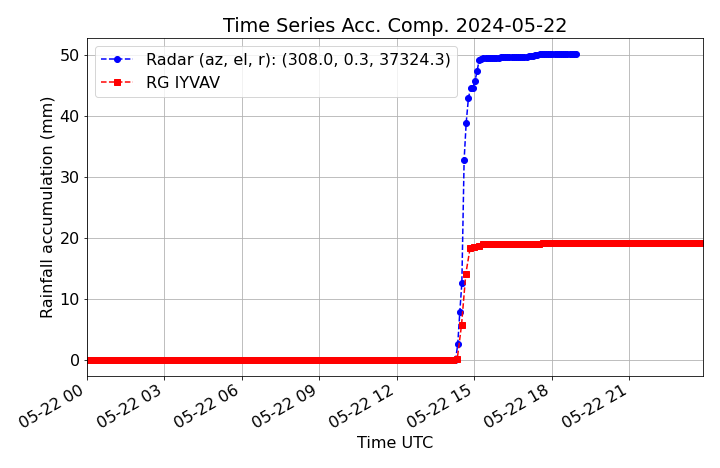 Time Series Acc. Comp. 2024-05-22
Radar (az, el, r): (308.0, 0.3, 37324.3)
RG IYVAV
Rainfall accumulation (mm)
50
40
30
20
10
0
05-22 00
05-22 03
05-22 06
05-22 09
05-22 12
05-22 15
05-22 18
05-22 21
Time UTC